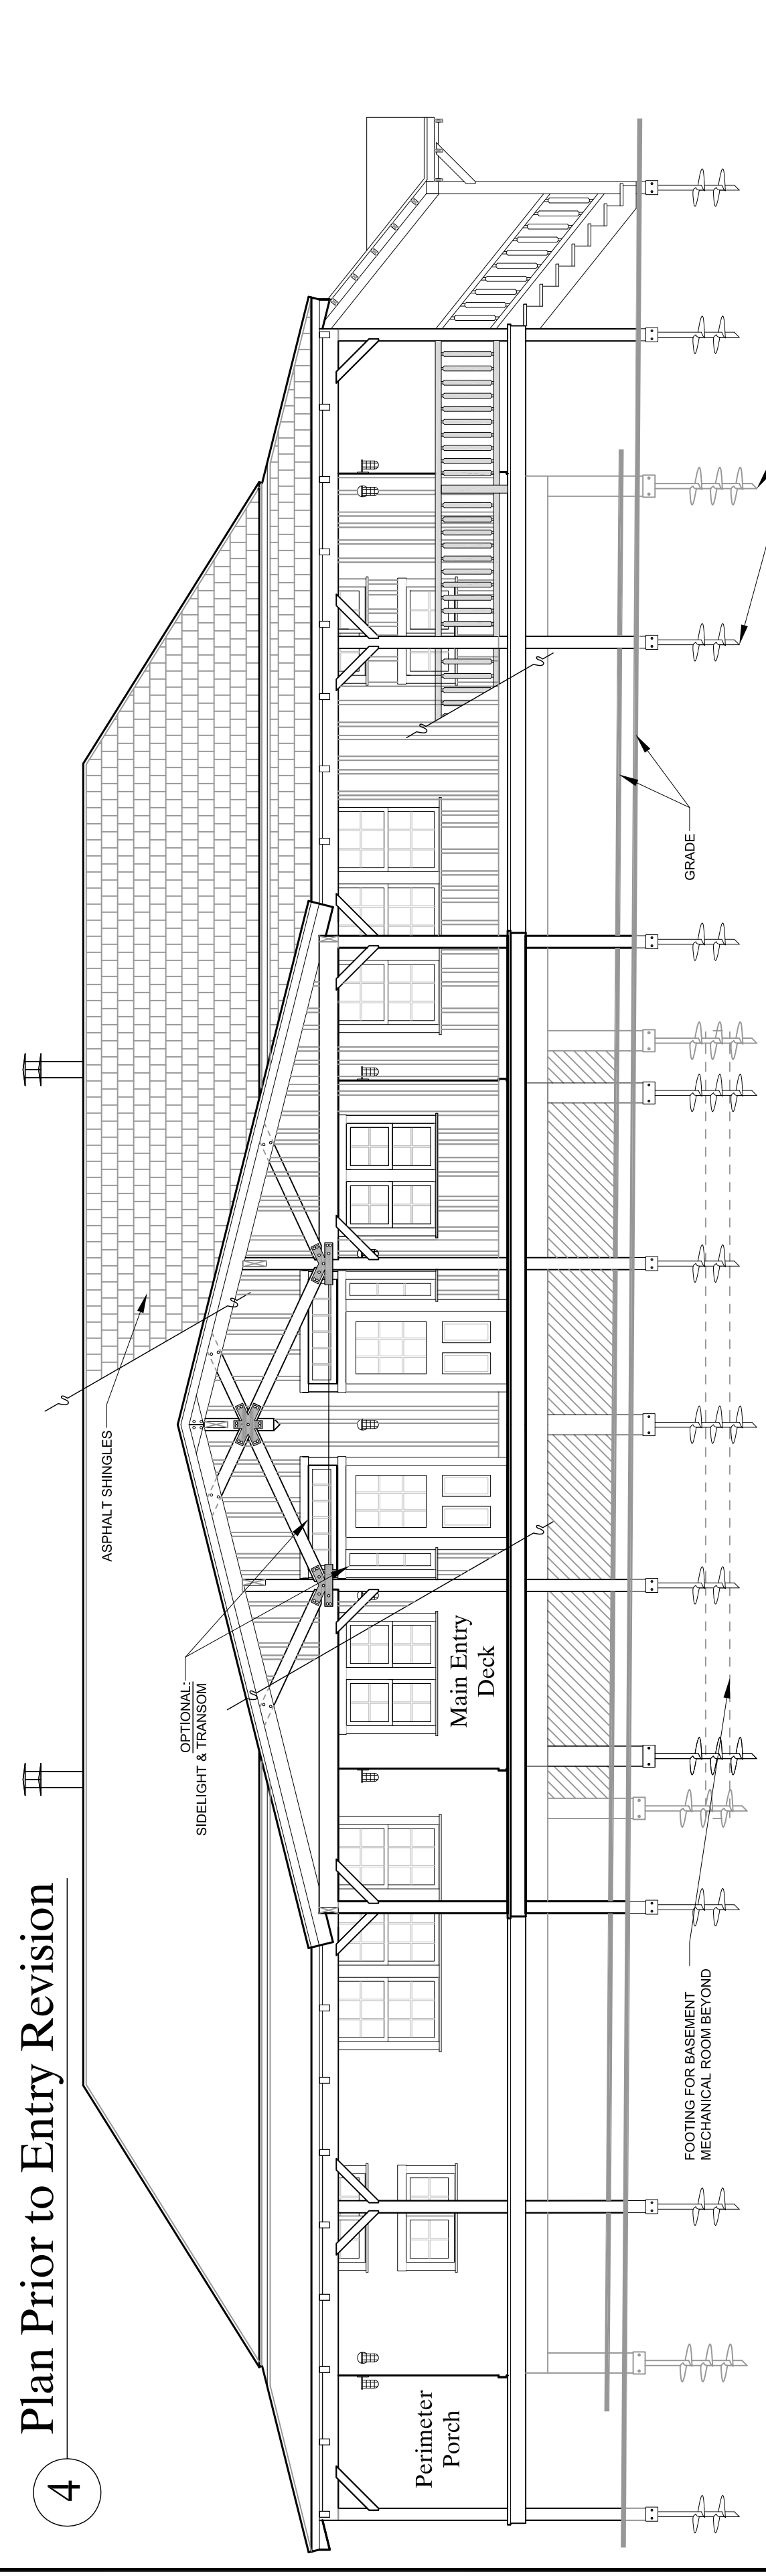 4
Plan Prior to Entry Revision
ASPHALT SHINGLES
OPTIONAL:
SIDELIGHT & TRANSOM
Main Entry
Deck
Perimeter
Porch
GRADE
FOOTING FOR BASEMENT
MECHANICAL ROOM BEYOND